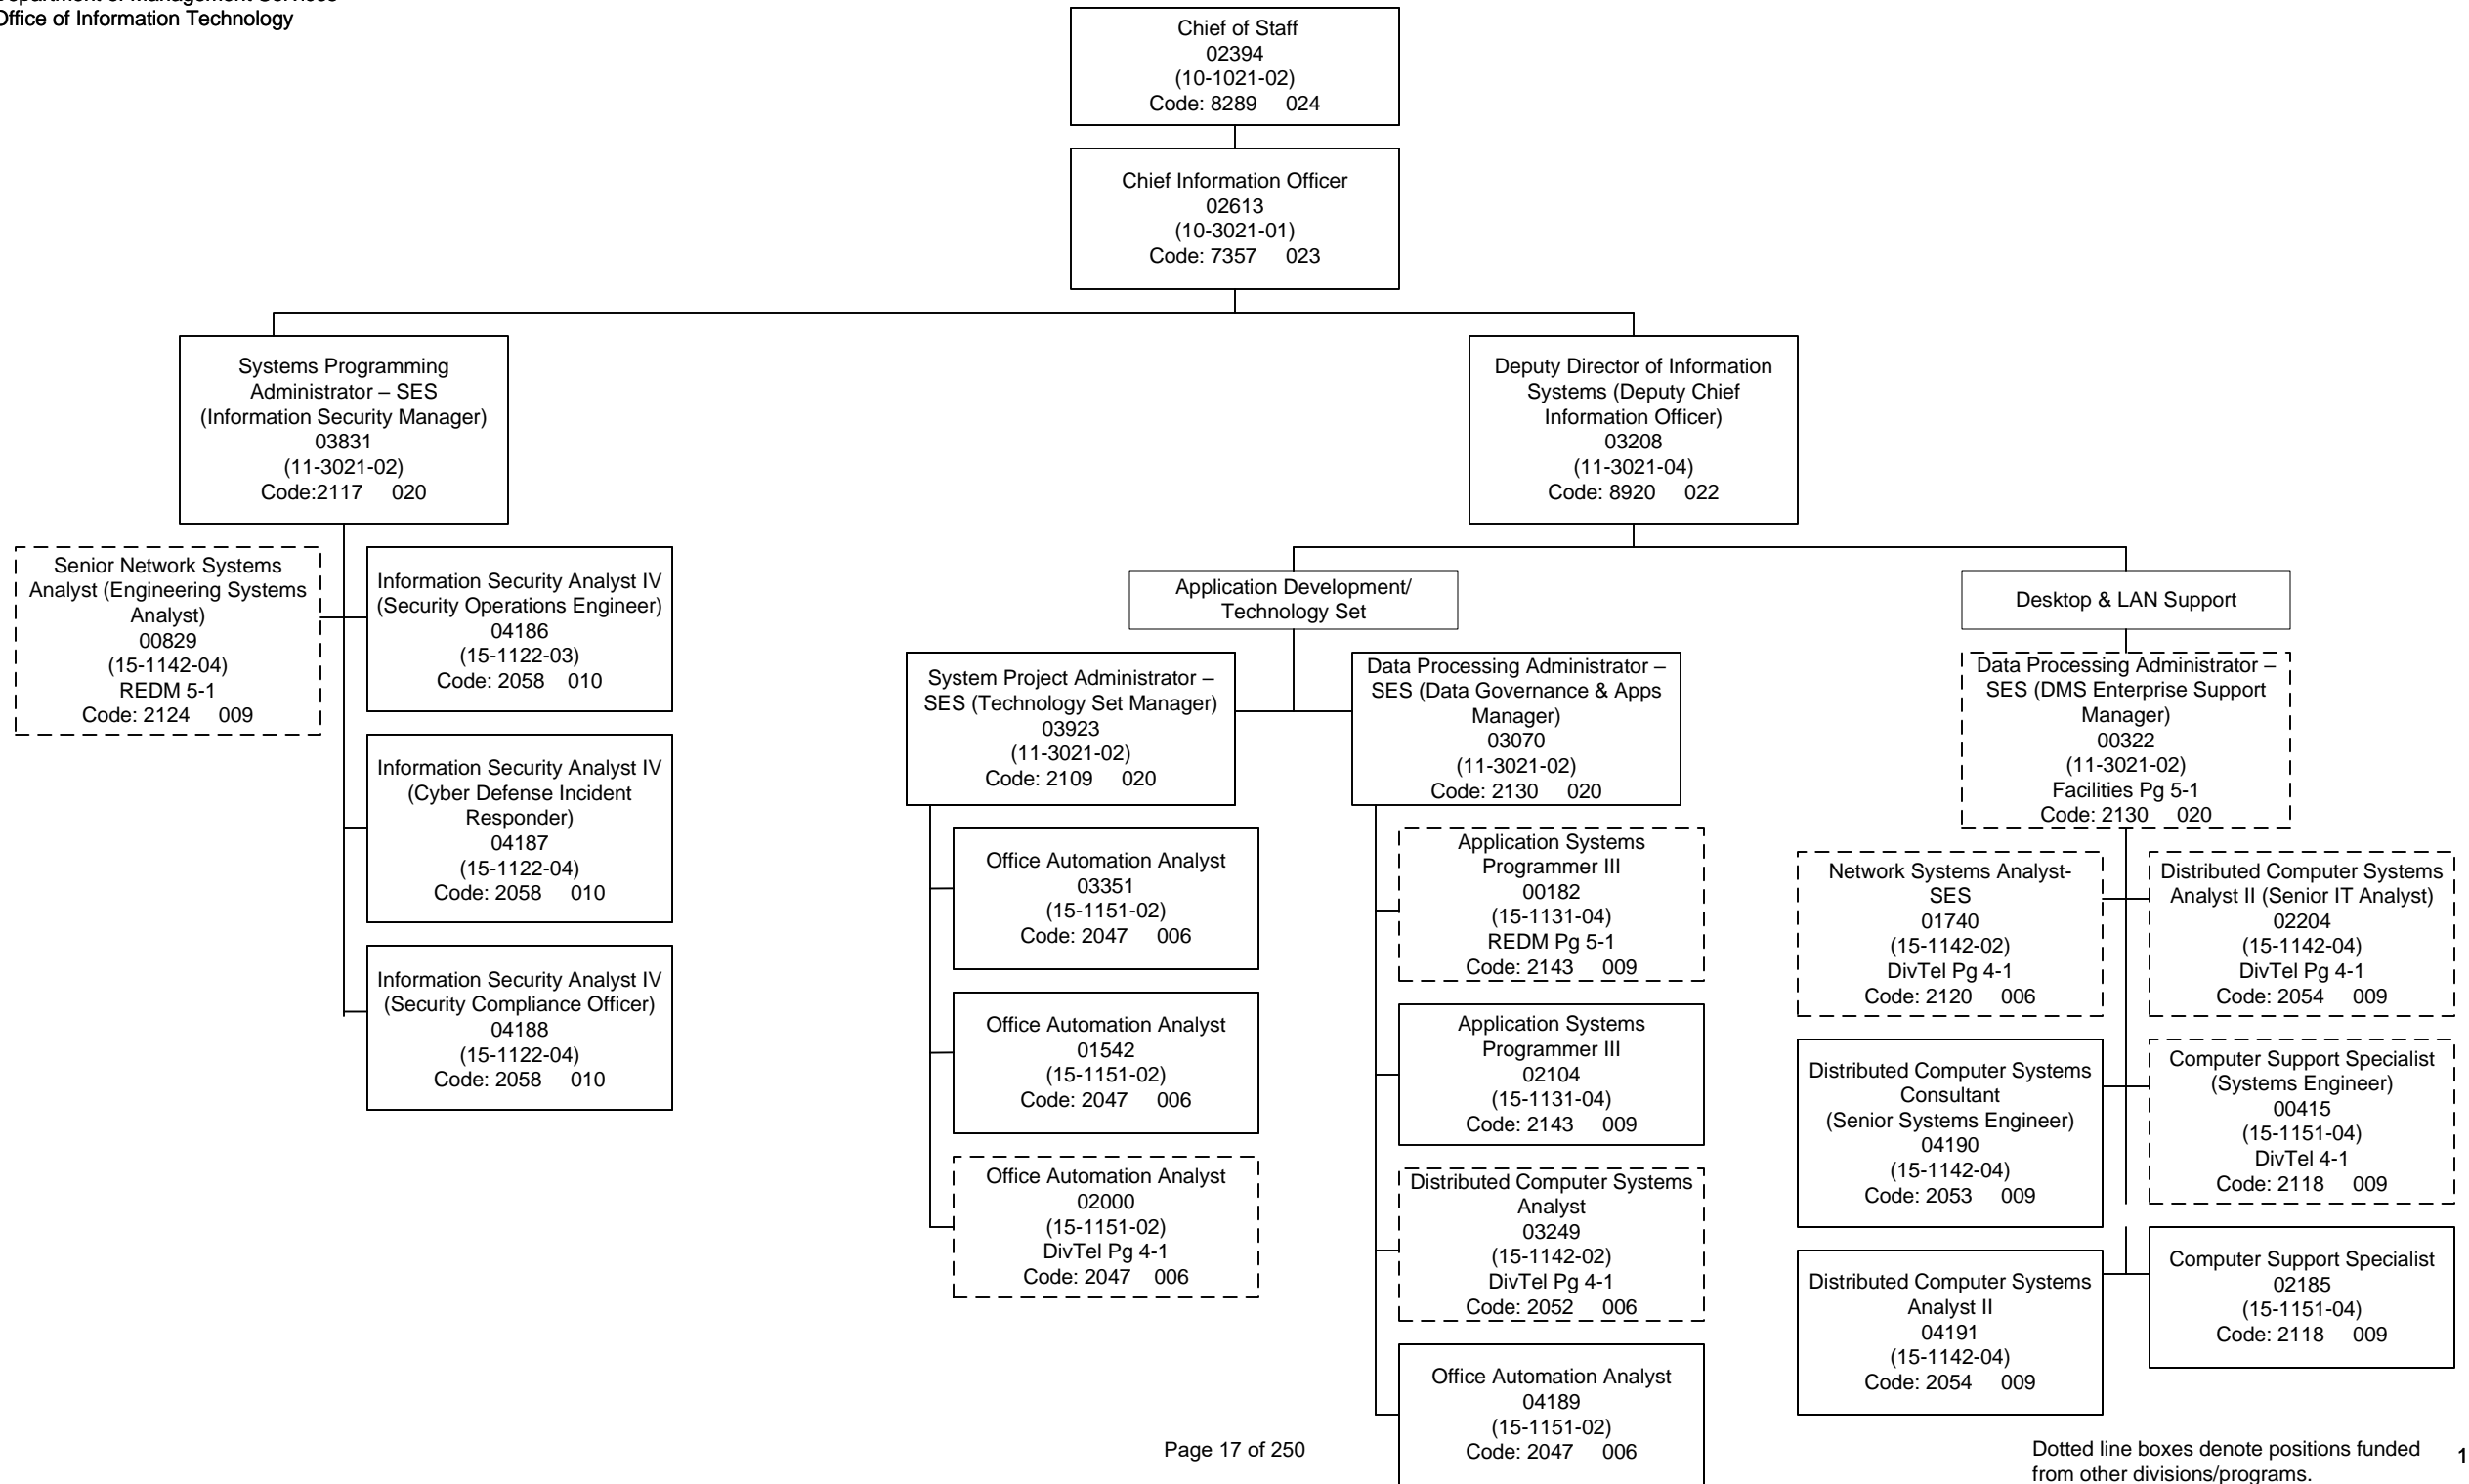 Department of Management Services
Office of Information Technology
Chief of Staff
02394
(10-1021-02)
Code: 8289 024
Chief Information Officer
02613
(10-3021-01)
Code: 7357 023
Systems Programming
Administrator – SES
(Information Security Manager)
03831
(11-3021-02)
Code:2117 020
Deputy Director of Information
Systems (Deputy Chief
Information Officer)
03208
(11-3021-04)
Code: 8920 022
Senior Network Systems
Analyst (Engineering Systems
Analyst)
00829
(15-1142-04)
REDM 5-1
Code: 2124 009
Information Security Analyst IV
(Security Operations Engineer)
04186
(15-1122-03)
Code: 2058 010
Information Security Analyst IV
(Cyber Defense Incident
Responder)
04187
(15-1122-04)
Code: 2058 010
Information Security Analyst IV
(Security Compliance Officer)
04188
(15-1122-04)
Code: 2058 010
Application Development/
Technology Set
System Project Administrator –
SES (Technology Set Manager)
03923
(11-3021-02)
Code: 2109 020
Office Automation Analyst
03351
(15-1151-02)
Code: 2047 006
Office Automation Analyst
01542
(15-1151-02)
Code: 2047 006
Office Automation Analyst
02000
(15-1151-02)
DivTel Pg 4-1
Code: 2047 006
Data Processing Administrator –
SES (Data Governance & Apps
Manager)
03070
(11-3021-02)
Code: 2130 020
Application Systems
Programmer III
00182
(15-1131-04)
REDM Pg 5-1
Code: 2143 009
Application Systems
Programmer III
02104
(15-1131-04)
Code: 2143 009
Distributed Computer Systems
Analyst
03249
(15-1142-02)
DivTel Pg 4-1
Code: 2052 006
Office Automation Analyst
04189
(15-1151-02)
Code: 2047 006
Desktop & LAN Support
Data Processing Administrator –
SES (DMS Enterprise Support
Manager)
00322
(11-3021-02)
Facilities Pg 5-1
Code: 2130 020
Network Systems Analyst-
SES
01740
(15-1142-02)
DivTel Pg 4-1
Code: 2120 006
Distributed Computer Systems
Analyst II (Senior IT Analyst)
02204
(15-1142-04)
DivTel Pg 4-1
Code: 2054 009
Distributed Computer Systems
Consultant
(Senior Systems Engineer)
04190
(15-1142-04)
Code: 2053 009
Computer Support Specialist
(Systems Engineer)
00415
(15-1151-04)
DivTel 4-1
Code: 2118 009
Distributed Computer Systems
Analyst II
04191
(15-1142-04)
Code: 2054 009
Computer Support Specialist
02185
(15-1151-04)
Code: 2118 009
Page 17 of 250
Dotted line boxes denote positions funded
from other divisions/programs.
1